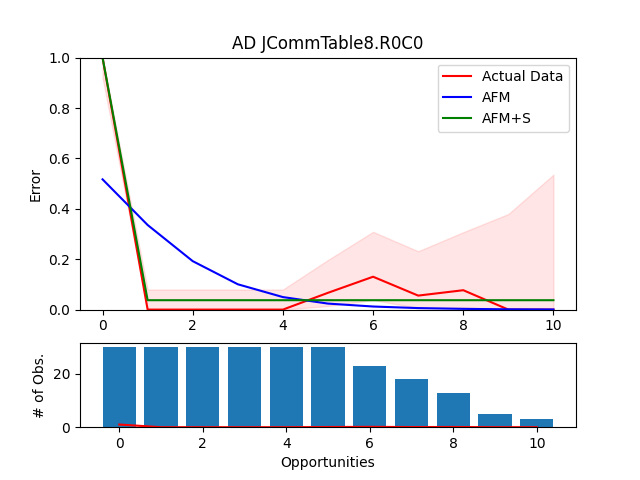 AD JCommTable8.R0C0
Error
1.0
0.8
0.6
0.4
0.2
0.0
Actual Data
AFM
AFM+S
0 2 4 6 8 10
# of Obs.
20
0
0 2 4 6 8 10
Opportunities